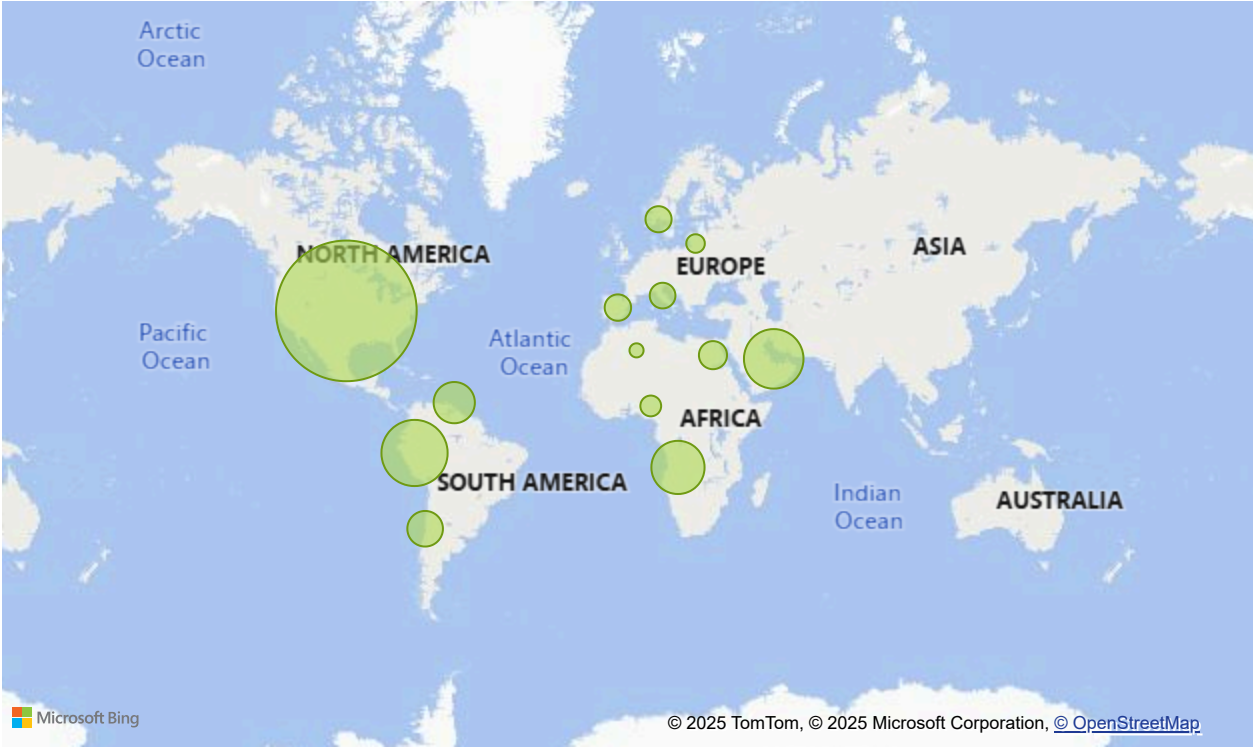 Arctic
Ocean
NORTH AMERICA
EUROPE
ASIA
Pacific
Ocean
Atlantic
Ocean
AFRICA
SOUTH AMERICA
Indian
Ocean
AUSTRALIA
Microsoft Bing
© 2025 TomTom, © 2025 Microsoft Corporation, © OpenStreetMap